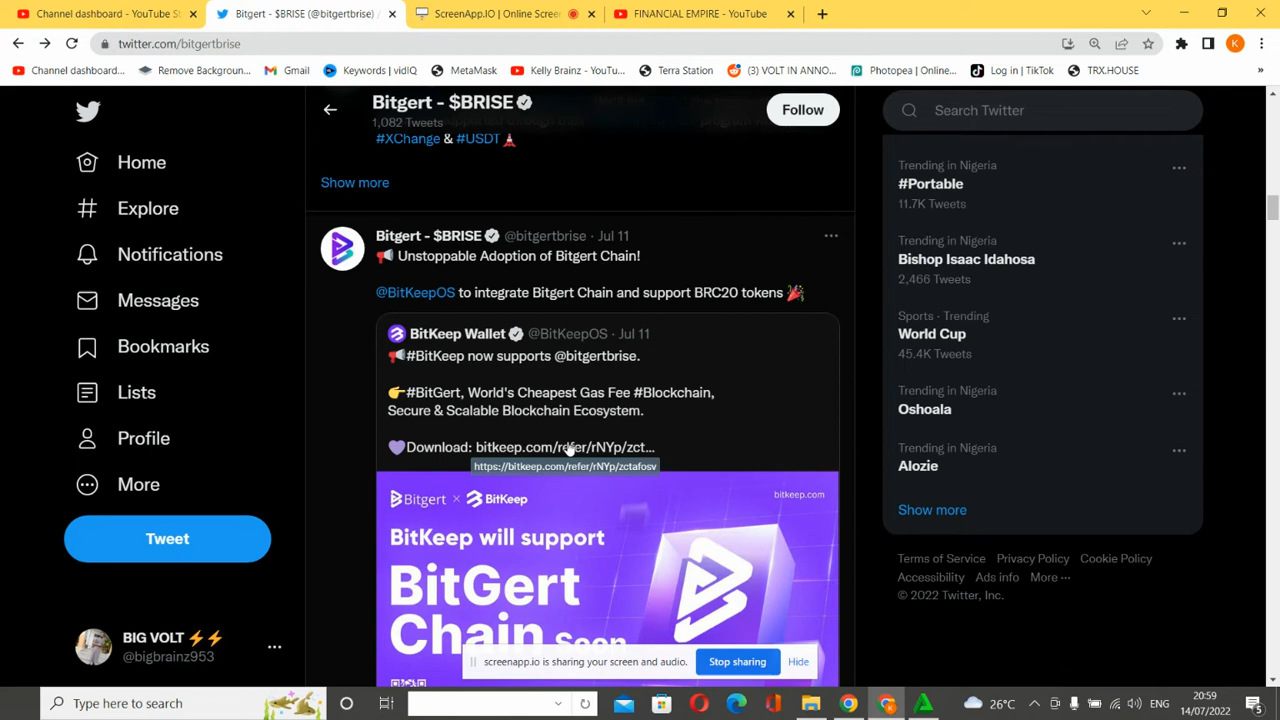 Channel dashboard - YouTube St
Bitgert - $BRISE (@bitgertbrise) /
ScreenApp.IO | Online Screen
FINANCIAL EMPIRE - YouTube
twitter.com/bitgertbrise
K
Channel dashboard...
Remove Backgroun...
Gmail
Keywords | vidIQ
MetaMask
Kelly Brainz - YouTu...
Terra Station
(3) VOLT IN ANNO...
Photopea | Online...
Log in | TikTok
TRX.HOUSE
»
Home
Explore
Notifications
Messages
Bookmarks
Lists
Profile
More
Tweet
BIG VOLT ⚡⚡
@bigbrainz953
Bitgert - $BRISE
1,082 Tweets
Follow
#XChange & #USDT
Show more
Bitgert - $BRISE @bitgertbrise · Jul 11
📢 Unstoppable Adoption of Bitgert Chain!
@BitKeepOS to integrate Bitgert Chain and support BRC20 tokens 🎉
BitKeep Wallet @BitKeepOS · Jul 11
📢#BitKeep now supports @bitgertbrise.
👉#BitGert, World's Cheapest Gas Fee #Blockchain,
Secure & Scalable Blockchain Ecosystem.
💜Download: bitkeep.com/refer/rNYp/zct...
https://bitkeep.com/refer/rNYp/zctafosv
Bitgert × BitKeep
bitkeep.com
BitKeep will support
BitGert
Chain Soon
screenapp.io is sharing your screen and audio.
Stop sharing
Hide
Search Twitter
Trending in Nigeria
#Portable
11.7K Tweets
Trending in Nigeria
Bishop Isaac Idahosa
2,466 Tweets
Sports · Trending
World Cup
45.4K Tweets
Trending in Nigeria
Oshoala
Trending in Nigeria
Alozie
Show more
Terms of Service Privacy Policy Cookie Policy
Accessibility Ads info More ···
© 2022 Twitter, Inc.
Type here to search
26°C
ENG
20:59
14/07/2022
5